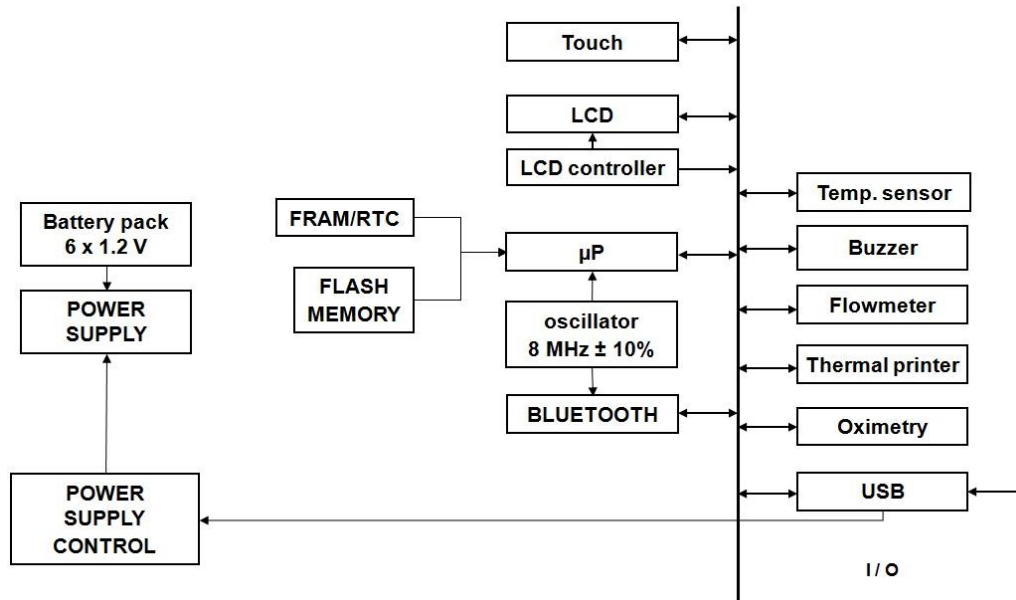 Touch
LCD
LCD controller
Temp. sensor
Battery pack
6 x 1.2 V
FRAM/RTC
µP
Buzzer
FLASH
MEMORY
POWER
SUPPLY
oscillator
8 MHz ± 10%
Flowmeter
Thermal printer
BLUETOOTH
Oximetry
POWER
SUPPLY
CONTROL
USB
I / O